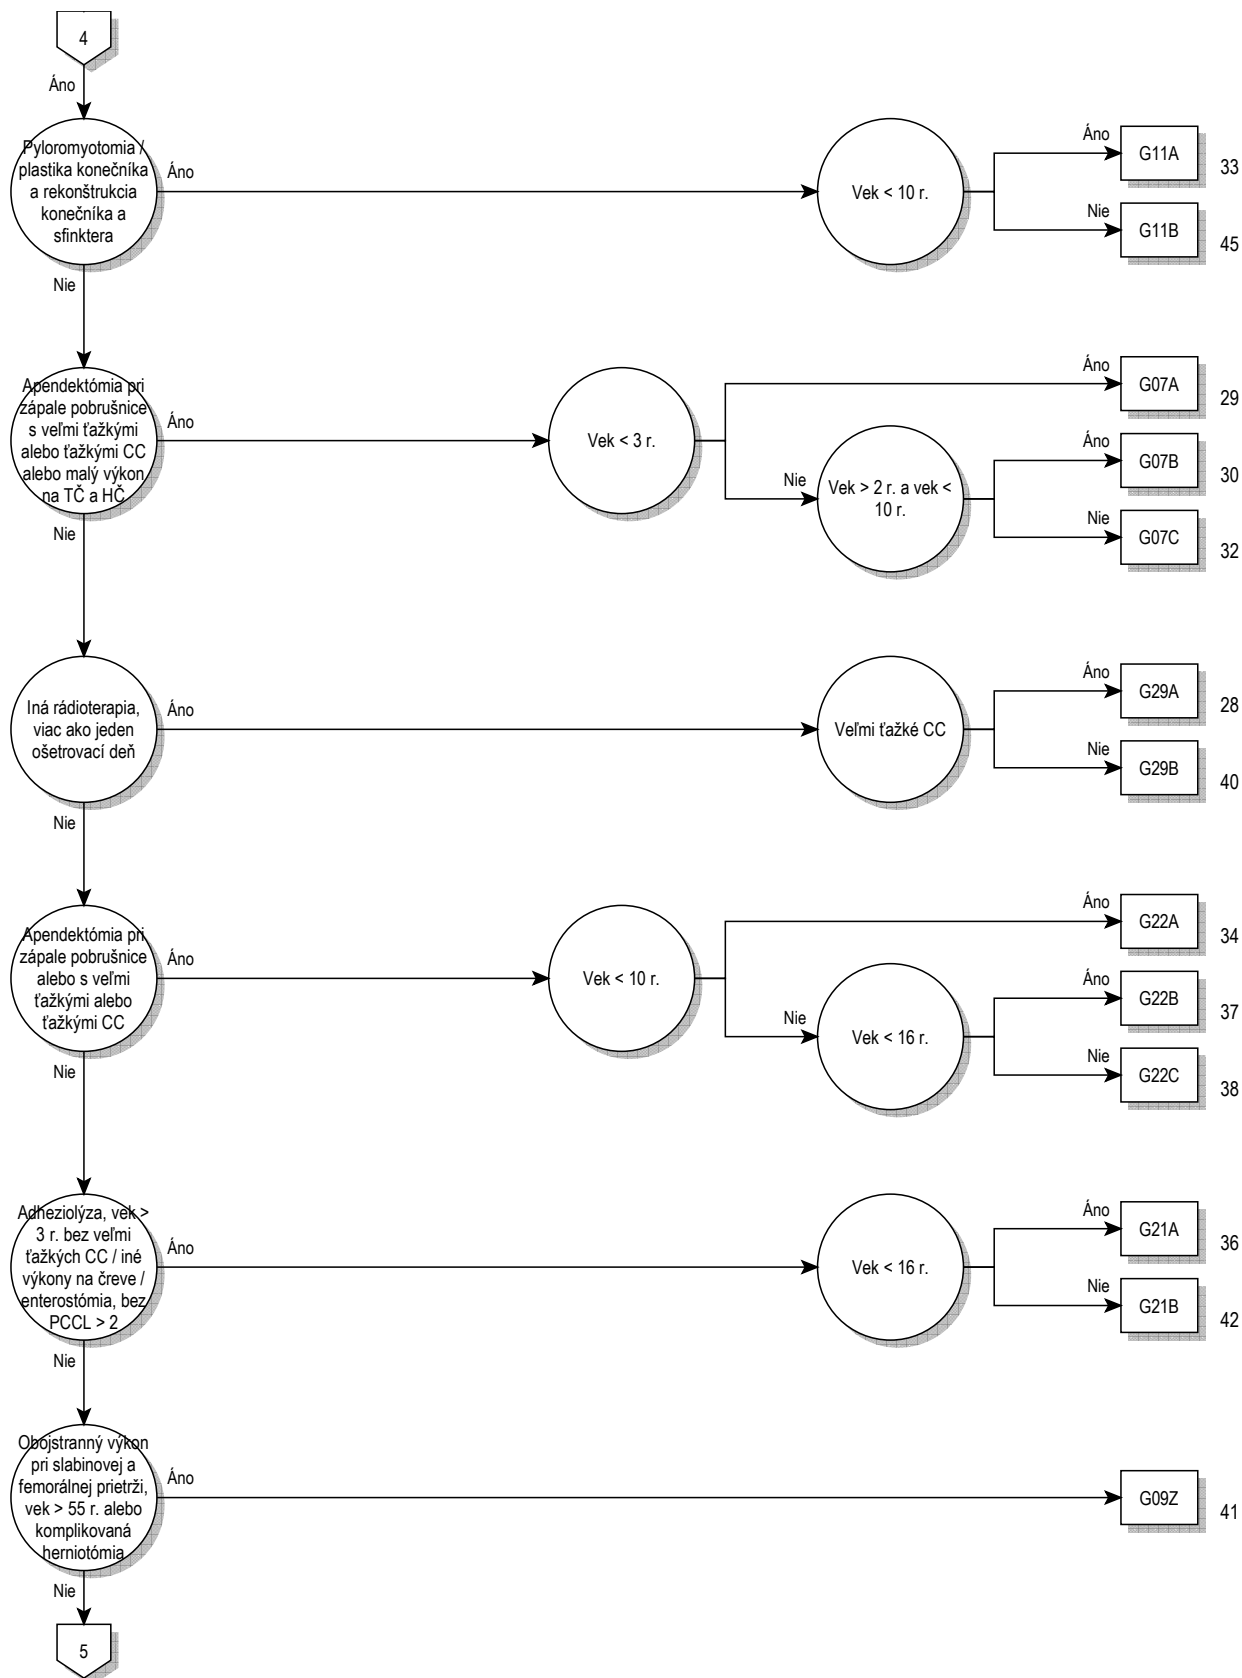 4
Áno
Pyloromyotomia /
plastika konečníka
a rekonštrukcia
konečníka a
sfinktera
Áno
Vek < 10 r.
Áno
G11A
33
Nie
G11B
45
Nie
Apendektómia pri
zápale pobrušnice
s veľmi ťažkými
alebo ťažkými CC
alebo malý výkon
na TČ a HČ
Áno
Vek < 3 r.
Áno
G07A
29
Nie
Vek > 2 r. a vek <
10 r.
Áno
G07B
30
Nie
G07C
32
Nie
Iná rádioterapia,
viac ako jeden
ošetrovací deň
Áno
Veľmi ťažké CC
Áno
G29A
28
Nie
G29B
40
Nie
Apendektómia pri
zápale pobrušnice
alebo s veľmi
ťažkými alebo
ťažkými CC
Áno
Vek < 10 r.
Áno
G22A
34
Nie
Vek < 16 r.
Áno
G22B
37
Nie
G22C
38
Nie
Adheziolýza, vek >
3 r. bez veľmi
ťažkých CC / iné
výkony na čreve /
enterostómia, bez
PCCL > 2
Áno
Vek < 16 r.
Áno
G21A
36
Nie
G21B
42
Nie
Obojstranný výkon
pri slabinovej a
femorálnej prietrži,
vek > 55 r. alebo
komplikovaná
herniotómia
Áno
G09Z
41
Nie
5